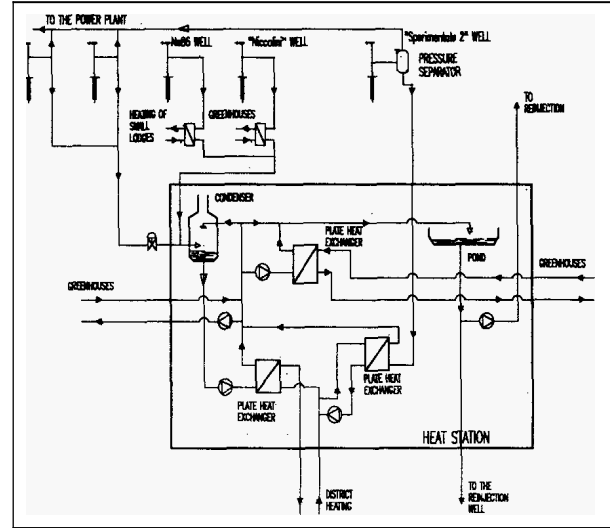 TO THE POWER PLANT
No86 WELL
"Niccolini" WELL
"Sperimentale 2" WELL
PRESSURE
SEPARATOR
HEATING OF
SMALL
LODGES
GREENHOUSES
TO
REINJECTION
CONDENSER
PLATE HEAT
EXCHANGER
POND
GREENHOUSES
GREENHOUSES
PLATE HEAT
EXCHANGER
PLATE HEAT
EXCHANGER
HEAT STATION
DISTRICT
HEATING
TO THE
REINJECTION
WELL